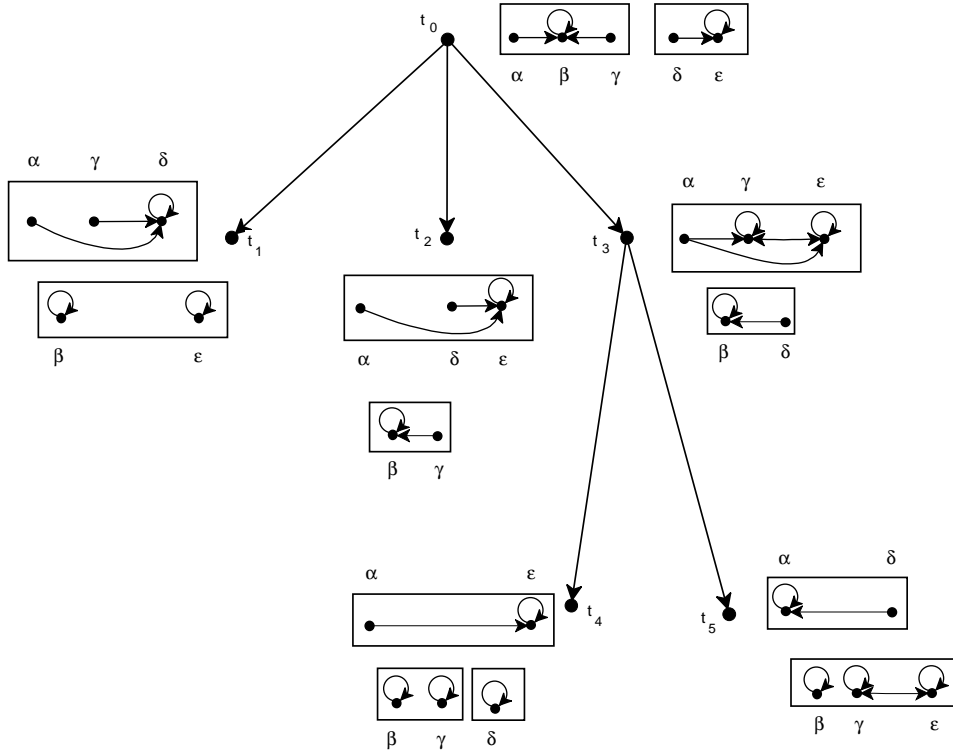 t0
α β γ
δ ε
α γ δ
t1
β ε
t2
α δ ε
β γ
t3
α γ ε
β δ
α ε
t4
β γ δ
t5
α δ
β γ ε